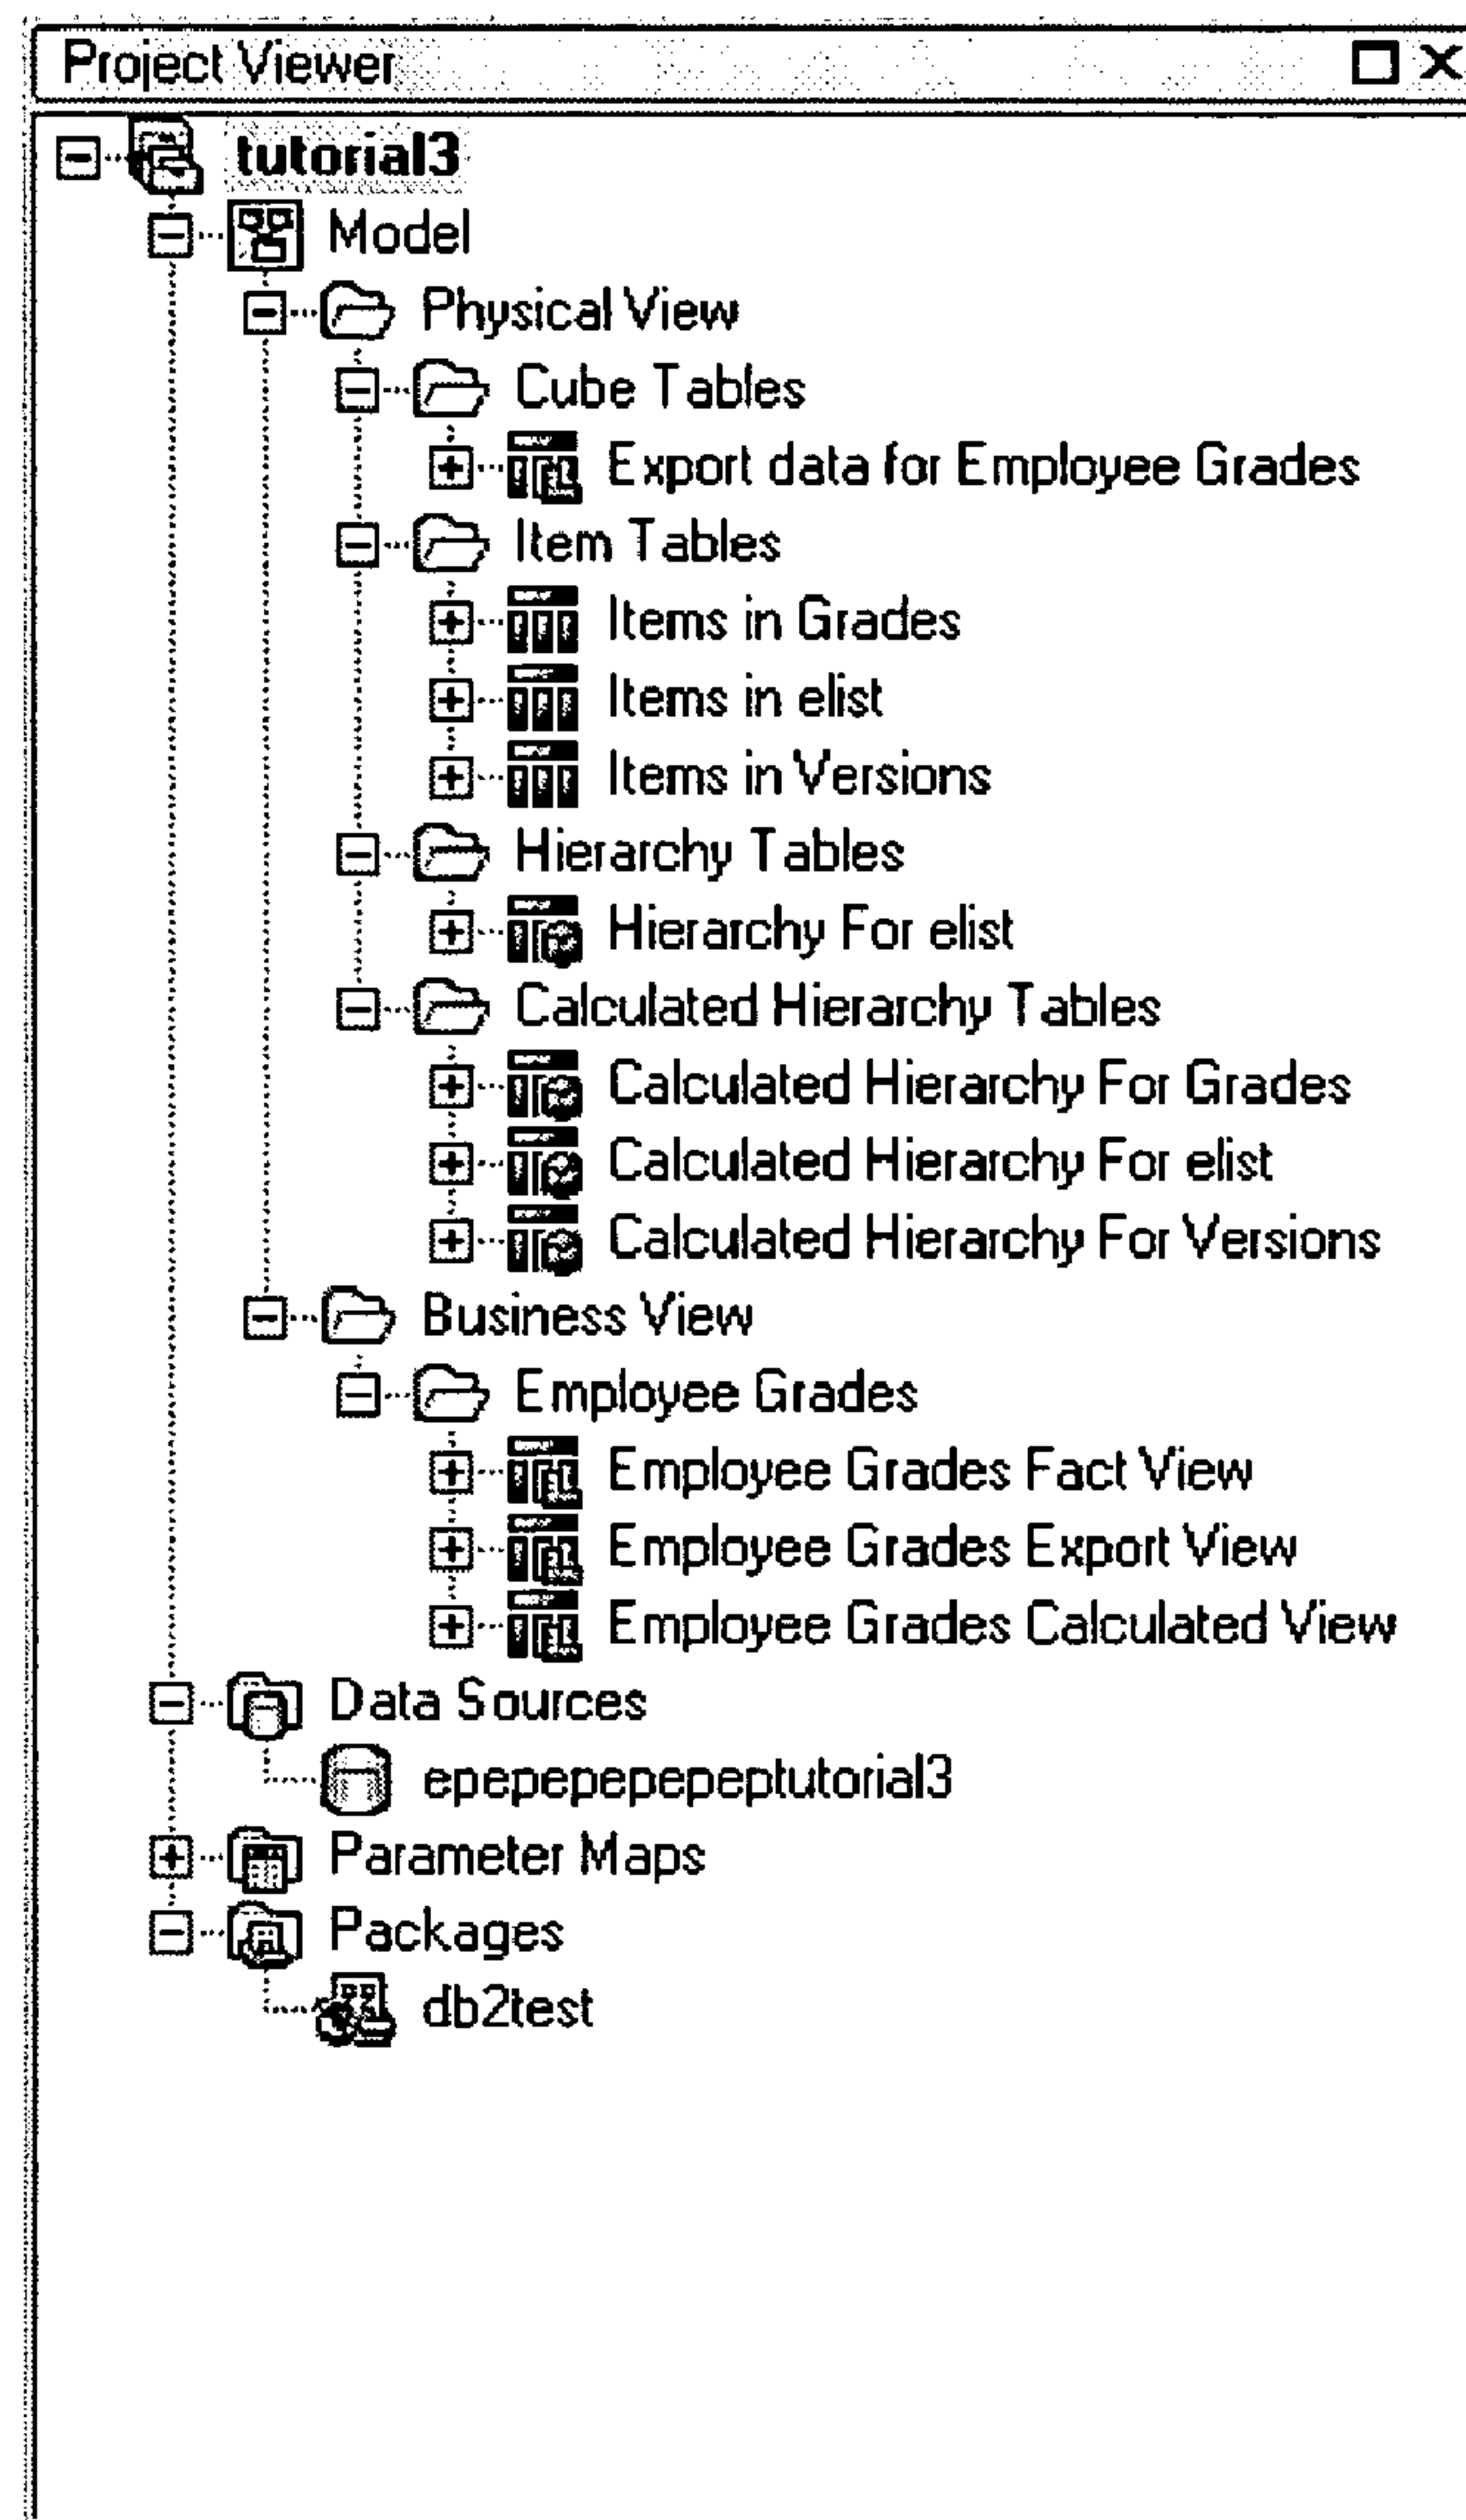 Project Viewer
tutorial3
Model
Physical View
Cube Tables
Export data for Employee Grades
Item Tables
Items in Grades
Items in elist
Items in Versions
Hierarchy Tables
Hierarchy For elist
Calculated Hierarchy Tables
Calculated Hierarchy For Grades
Calculated Hierarchy For elist
Calculated Hierarchy For Versions
Business View
Employee Grades
Employee Grades Fact View
Employee Grades Export View
Employee Grades Calculated View
Data Sources
epepepepepeptutorial3
Parameter Maps
Packages
db2test